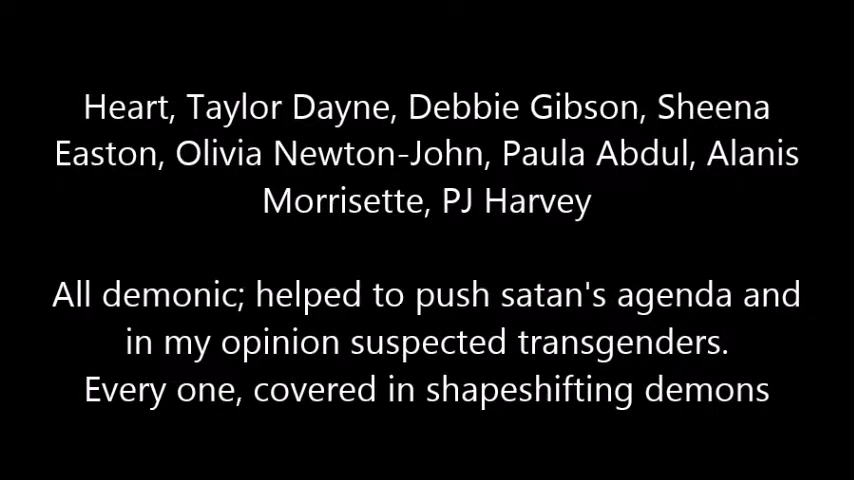 Heart, Taylor Dayne, Debbie Gibson, Sheena
Easton, Olivia Newton-John, Paula Abdul, Alanis
Morrisette, PJ Harvey
All demonic; helped to push satan's agenda and
in my opinion suspected transgenders.
Every one, covered in shapeshifting demons